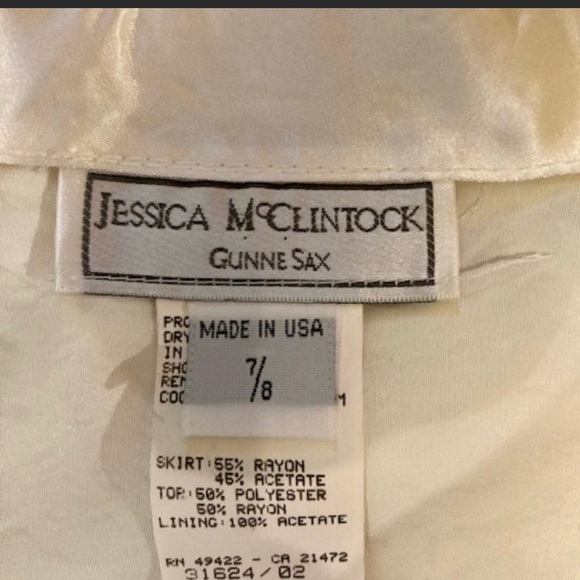 JESSICA McCLINTOCK
GUNNE SAX
MADE IN USA
7/8
SKIRT: 55% RAYON
45% ACETATE
TOP: 50% POLYESTER
50% RAYON
LINING: 100% ACETATE
RN 49422 - CA 21472
31624/02